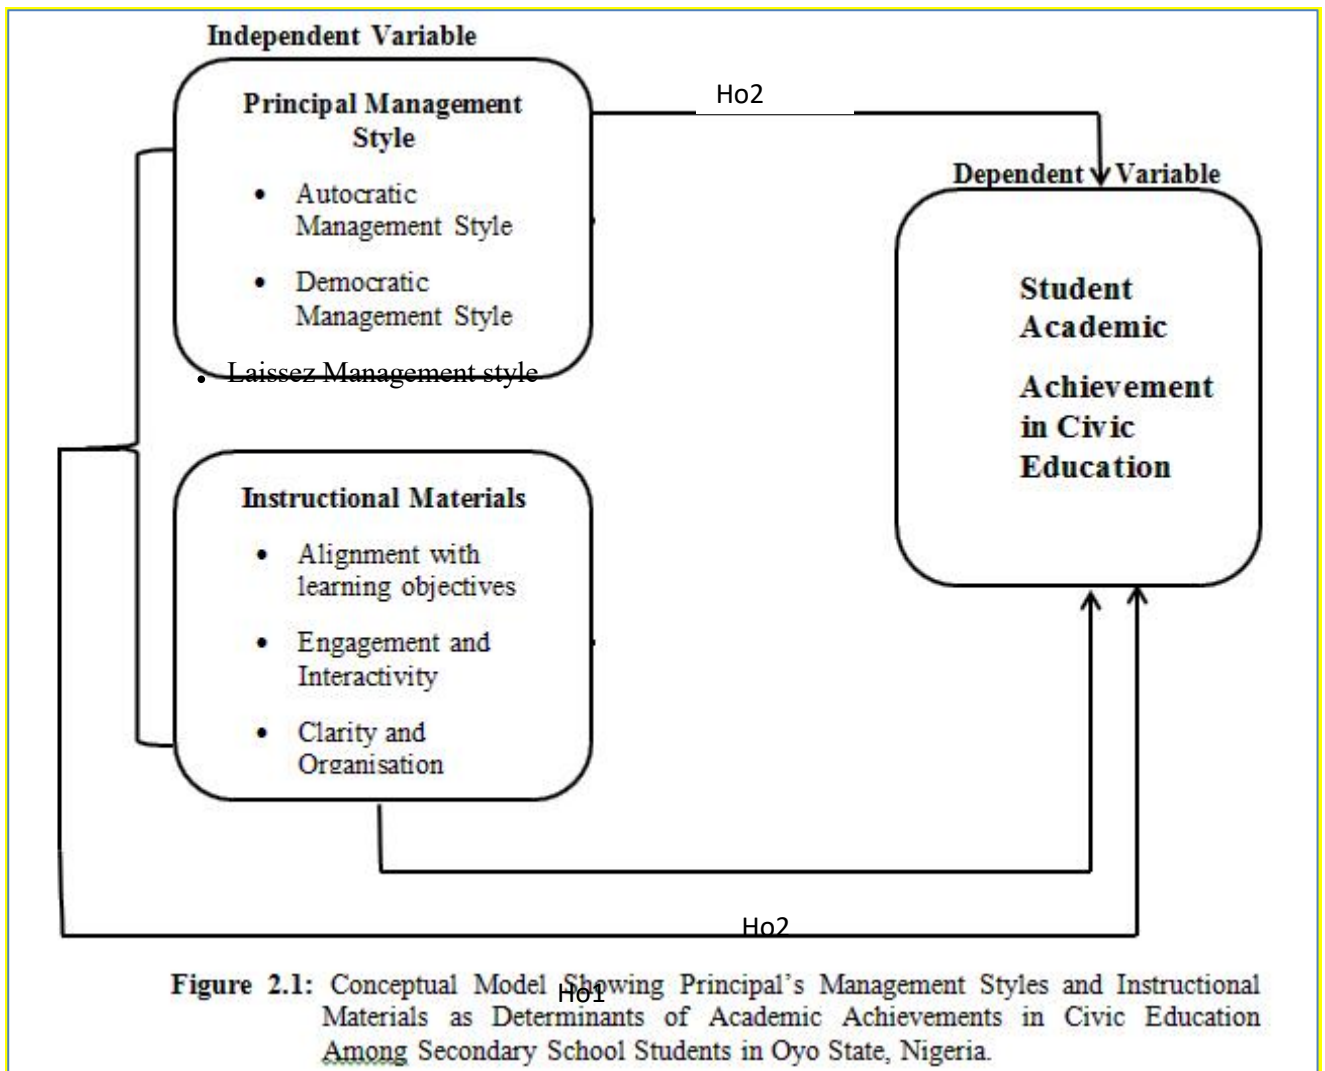 Independent Variable
Ho2
Principal Management
Style
• Autocratic
Management Style
• Democratic
Management Style
• Laissez Management style
Dependent Variable
Student
Academic
Achievement
in Civic
Education
Instructional Materials
• Alignment with
learning objectives
• Engagement and
Interactivity
• Clarity and
Organisation
Ho2
Figure 2.1: Conceptual Model Showing Principal's Management Styles and Instructional
Ho1
Materials as Determinants of Academic Achievements in Civic Education
Among Secondary School Students in Oyo State, Nigeria.